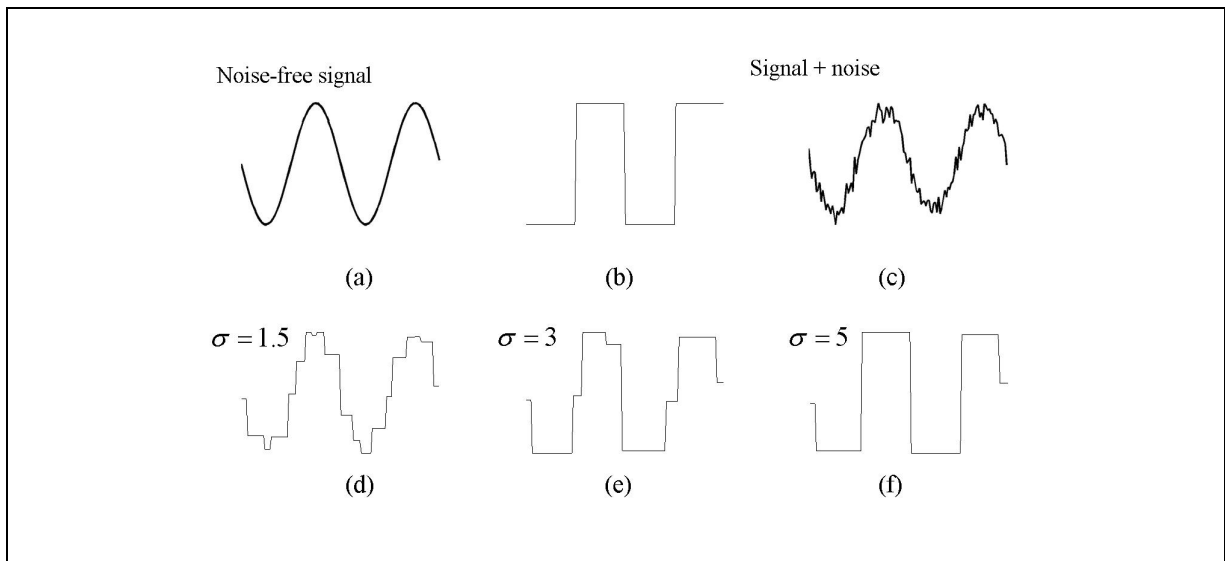 Noise-free signal
Signal + noise
(a)
(b)
(c)
σ = 1.5
σ = 3
σ = 5
(d)
(e)
(f)